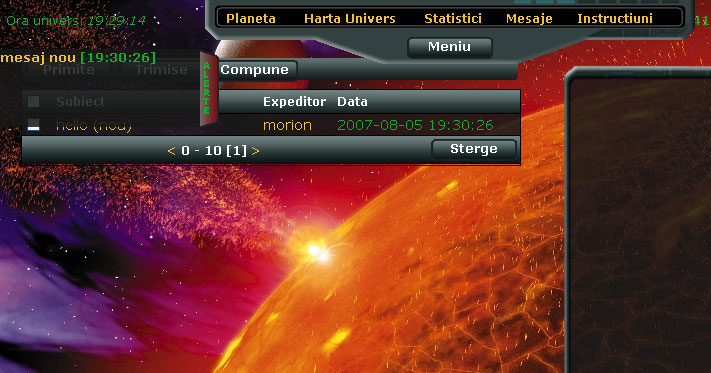 Ora univers: 19:29:14
Planeta Harta Univers Statistici Mesaje Instructiuni
Meniu
mesaj nou [19:30:26]
Primite Trimise Compune
ALERTE
Subiect Expeditor Data
hello (nou) morion 2007-08-05 19:30:26
< 0 - 10 [1] >
Sterge